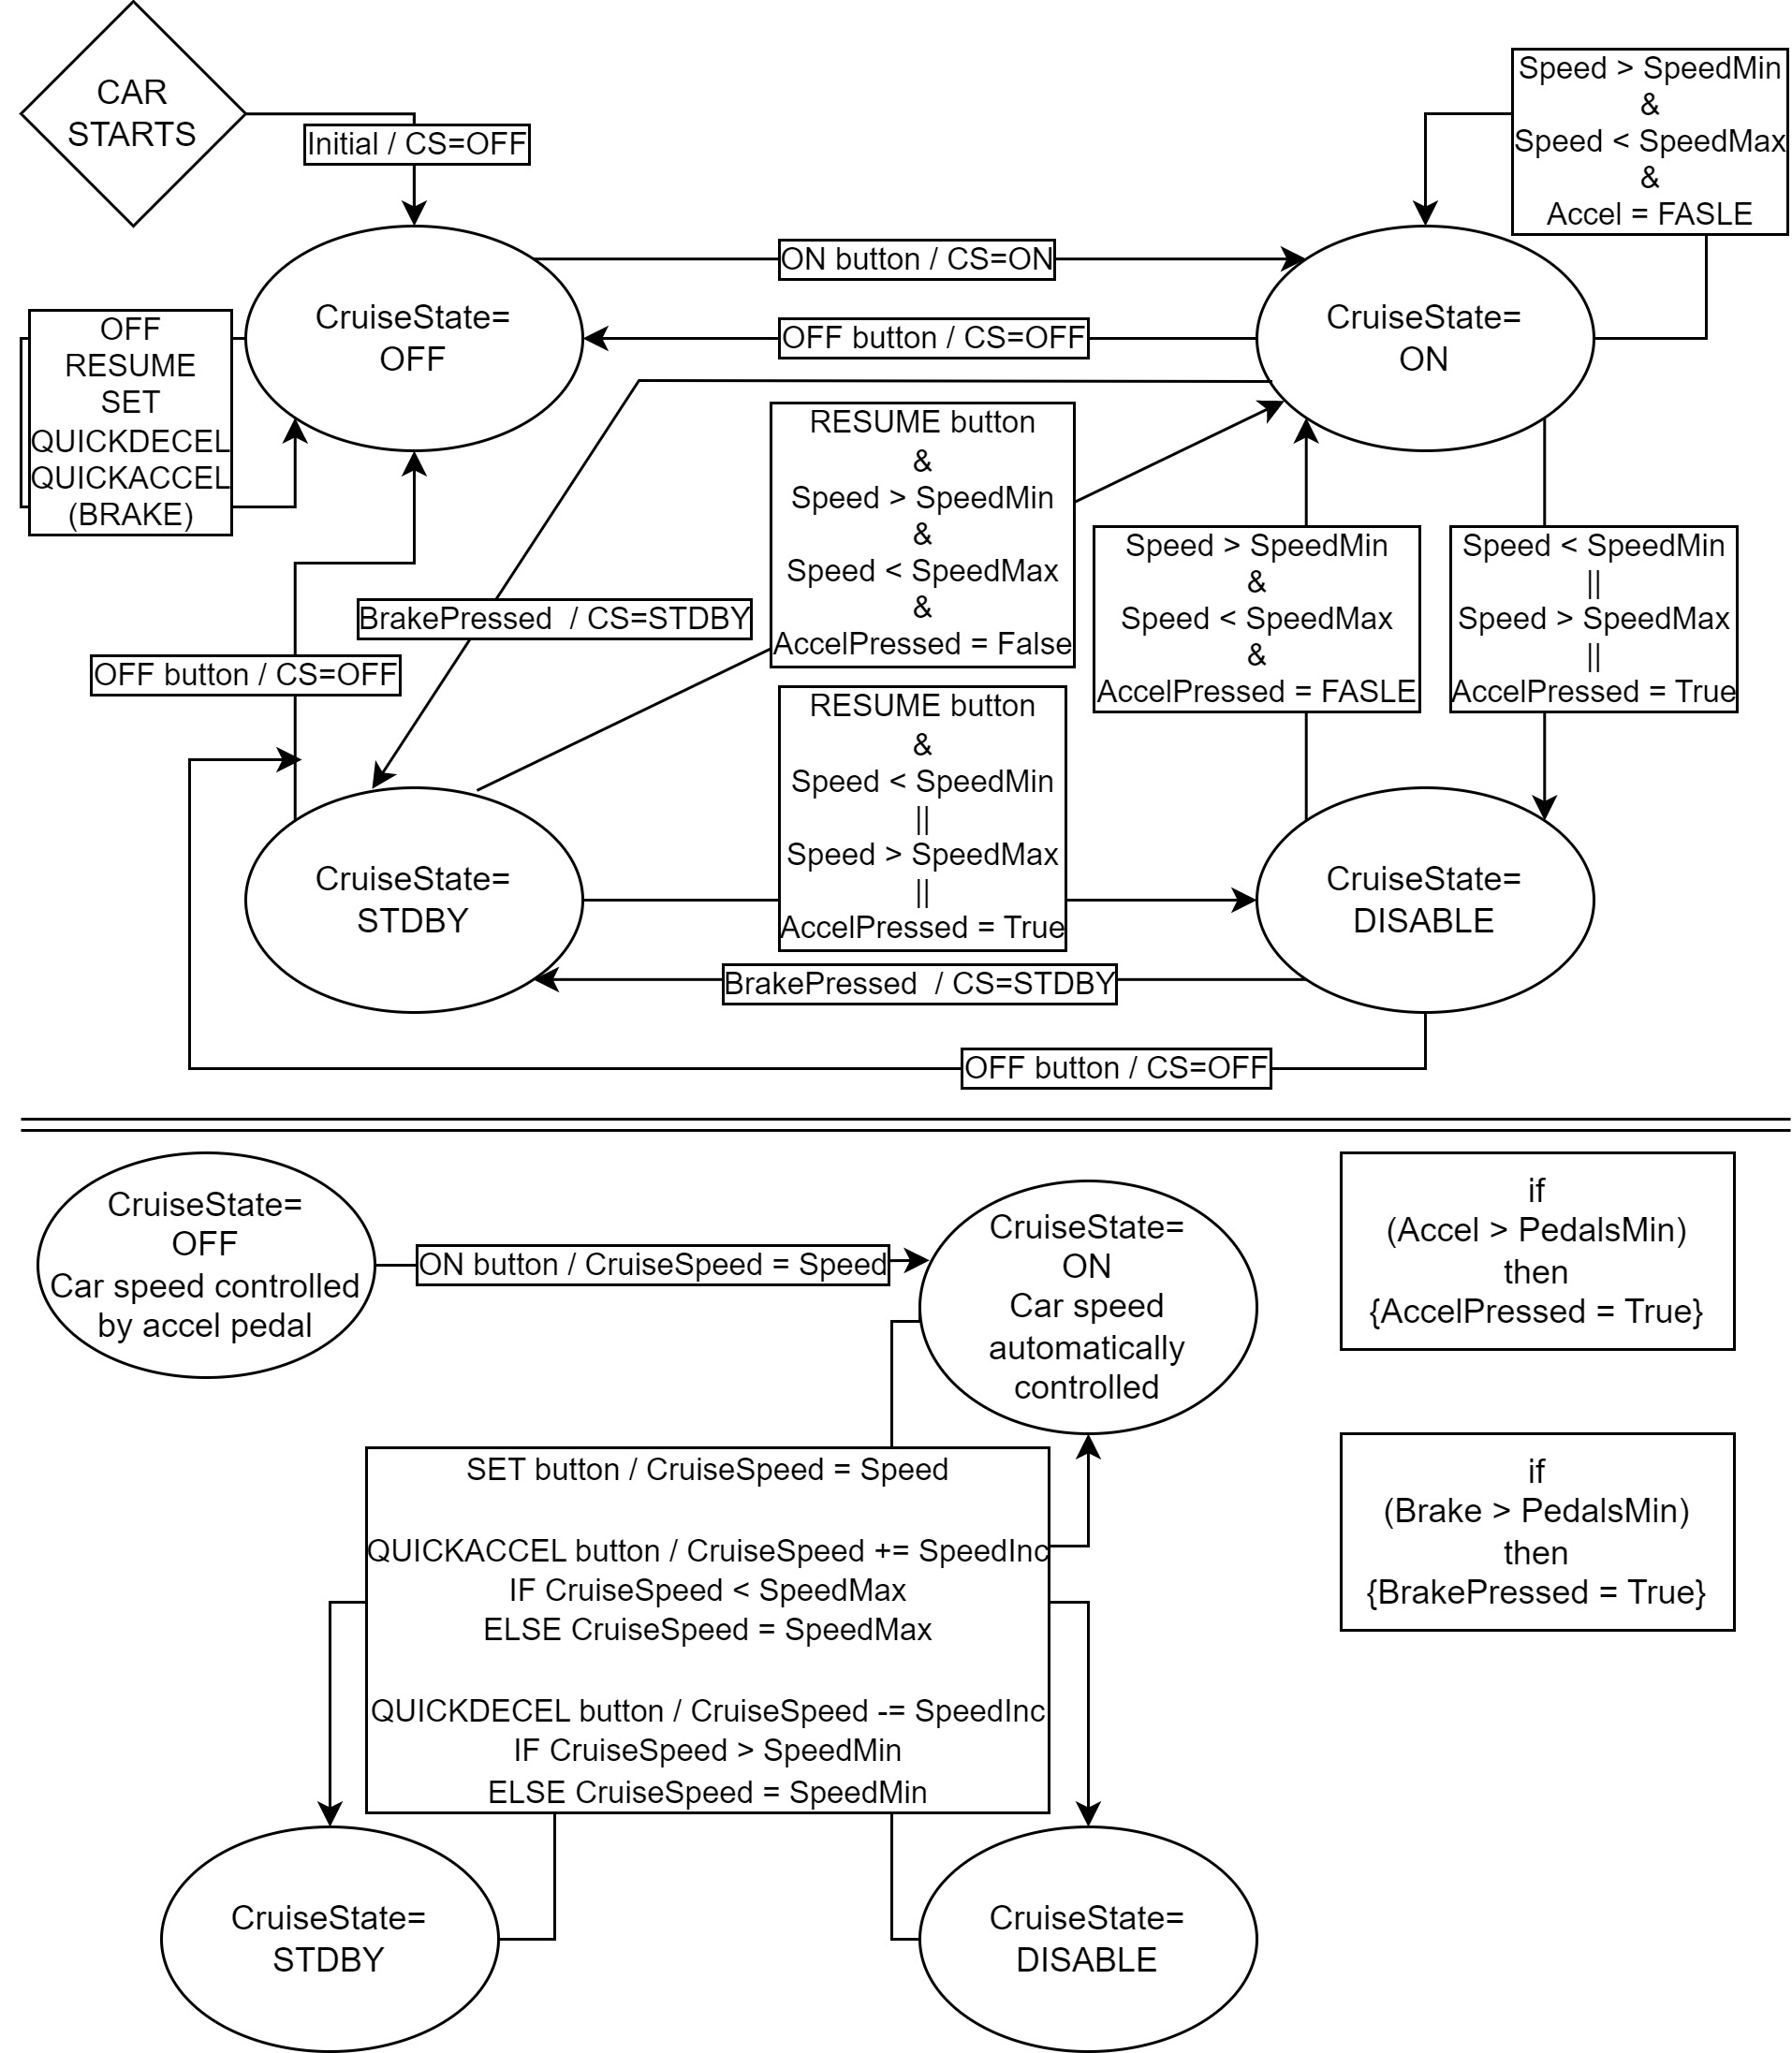 CAR
STARTS
Initial / CS=OFF
Speed > SpeedMin
&
Speed < SpeedMax
&
Accel = FASLE
ON button / CS=ON
CruiseState=
OFF
OFF button / CS=OFF
CruiseState=
ON
OFF
RESUME
SET
QUICKDECEL
QUICKACCEL
(BRAKE)
RESUME button
&
Speed > SpeedMin
&
Speed < SpeedMax
&
AccelPressed = False
Speed > SpeedMin
&
Speed < SpeedMax
&
AccelPressed = FASLE
Speed < SpeedMin
||
Speed > SpeedMax
||
AccelPressed = True
BrakePressed  / CS=STDBY
OFF button / CS=OFF
RESUME button
&
Speed < SpeedMin
||
Speed > SpeedMax
||
AccelPressed = True
CruiseState=
STDBY
CruiseState=
DISABLE
BrakePressed  / CS=STDBY
OFF button / CS=OFF
CruiseState=
OFF
Car speed controlled
by accel pedal
ON button / CruiseSpeed = Speed
CruiseState=
ON
Car speed
automatically
controlled
if
(Accel > PedalsMin)
then
{AccelPressed = True}
SET button / CruiseSpeed = Speed
QUICKACCEL button / CruiseSpeed += SpeedInc
IF CruiseSpeed < SpeedMax
ELSE CruiseSpeed = SpeedMax
QUICKDECEL button / CruiseSpeed -= SpeedInc
IF CruiseSpeed > SpeedMin
ELSE CruiseSpeed = SpeedMin
if
(Brake > PedalsMin)
then
{BrakePressed = True}
CruiseState=
STDBY
CruiseState=
DISABLE